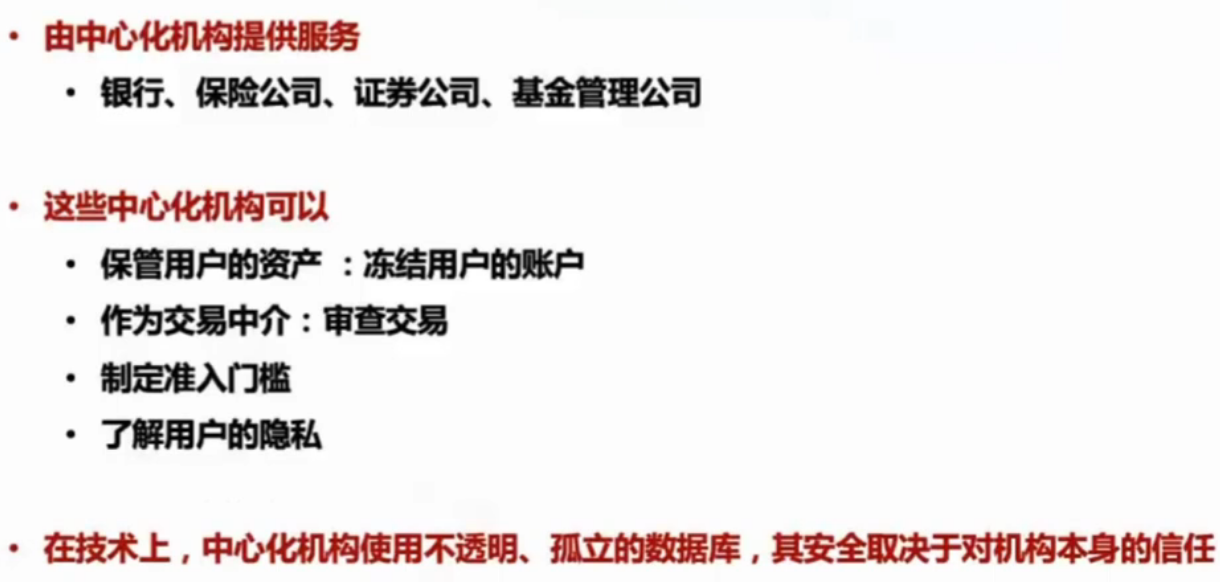 • 由中心化机构提供服务
• 银行、保险公司、证券公司、基金管理公司
• 这些中心化机构可以
• 保管用户的资产 ：冻结用户的账户
• 作为交易中介：审查交易
• 制定准入门槛
• 了解用户的隐私
• 在技术上，中心化机构使用不透明、孤立的数据库，其安全取决于对机构本身的信任